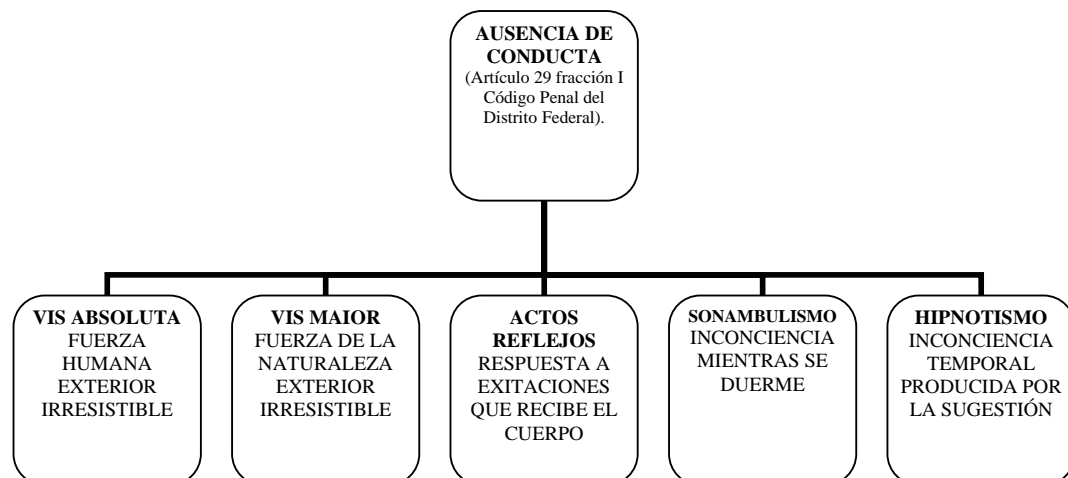 AUSENCIA DE
CONDUCTA
(Artículo 29 fracción I
Código Penal del
Distrito Federal).
VIS ABSOLUTA
FUERZA
HUMANA
EXTERIOR
IRRESISTIBLE
VIS MAIOR
FUERZA DE LA
NATURALEZA
EXTERIOR
IRRESISTIBLE
ACTOS
REFLEJOS
RESPUESTA A
EXITACIONES
QUE RECIBE EL
CUERPO
SONAMBULISMO
INCONCIENCIA
MIENTRAS SE
DUERME
HIPNOTISMO
INCONCIENCIA
TEMPORAL
PRODUCIDA POR
LA SUGESTIÓN